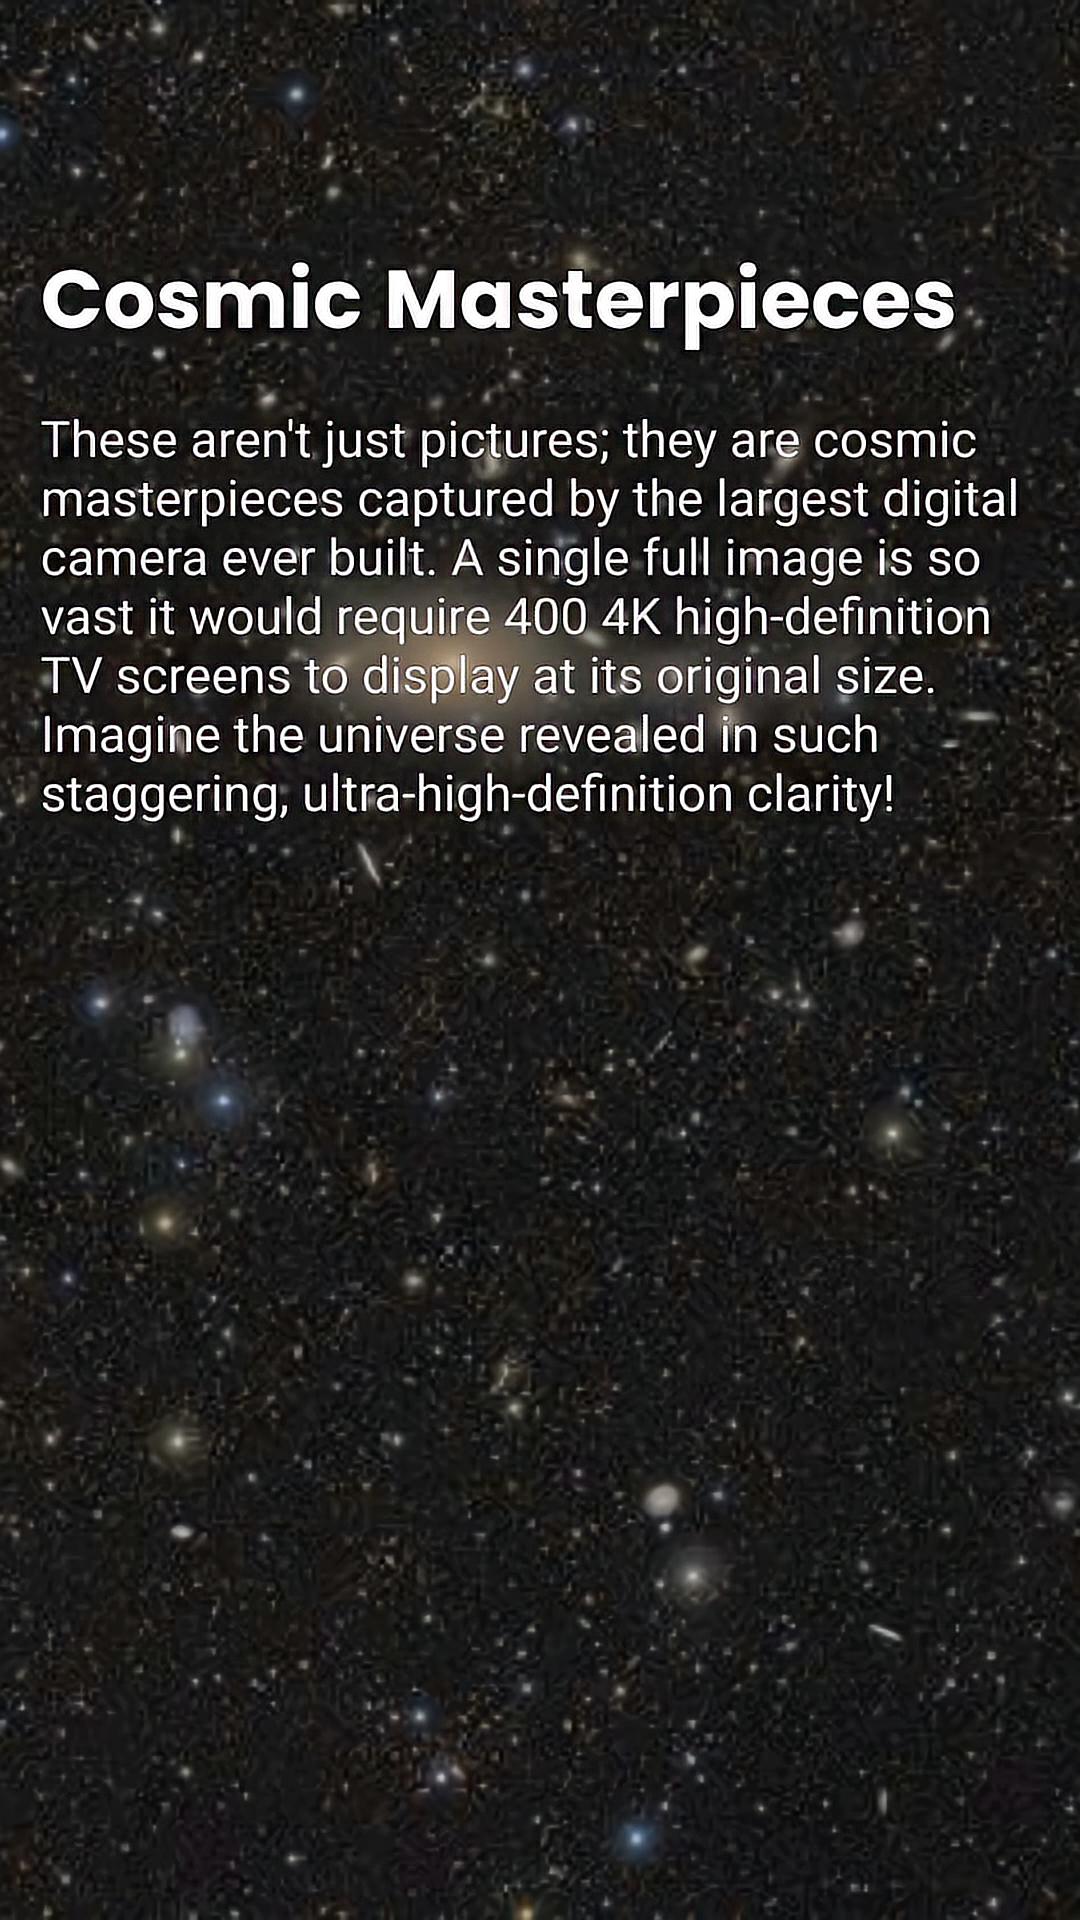 Cosmic Masterpieces
These aren't just pictures; they are cosmic
masterpieces captured by the largest digital
camera ever built. A single full image is so
vast it would require 400 4K high-definition
TV screens to display at its original size.
Imagine the universe revealed in such
staggering, ultra-high-definition clarity!